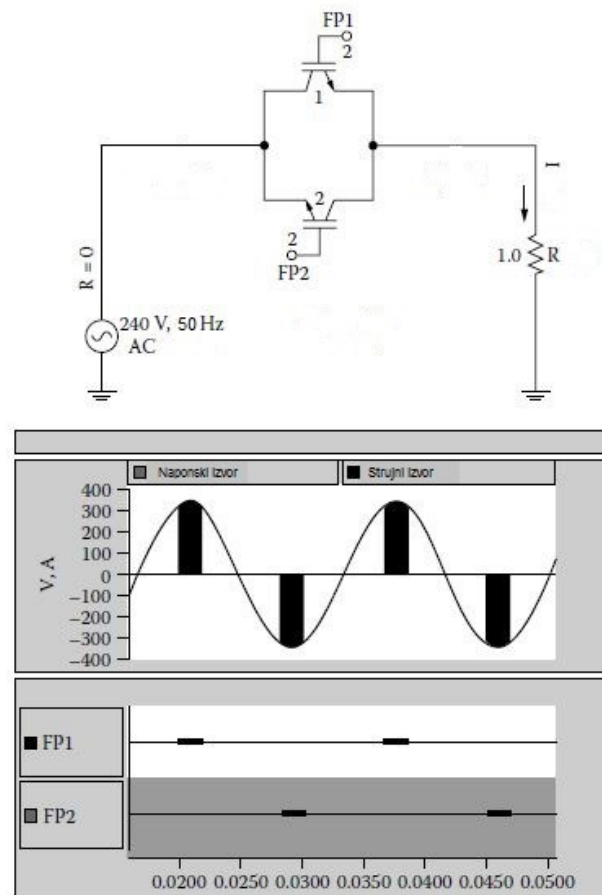 FP1
2
1
2
2
FP2
R = 0
240 V, 50 Hz
AC
I
1.0 R
Naponski Izvor
Strujni Izvor
V, A
400
300
200
100
0
−100
−200
−300
−400
FP1
FP2
0.0200 0.0250 0.0300 0.0350 0.0400 0.0450 0.0500